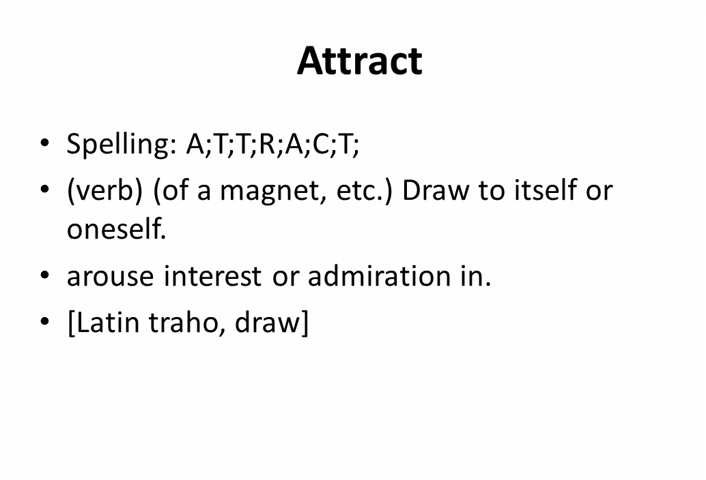 Attract
• Spelling: A;T;T;R;A;C;T;
• (verb) (of a magnet, etc.) Draw to itself or
oneself.
• arouse interest or admiration in.
• [Latin traho, draw]